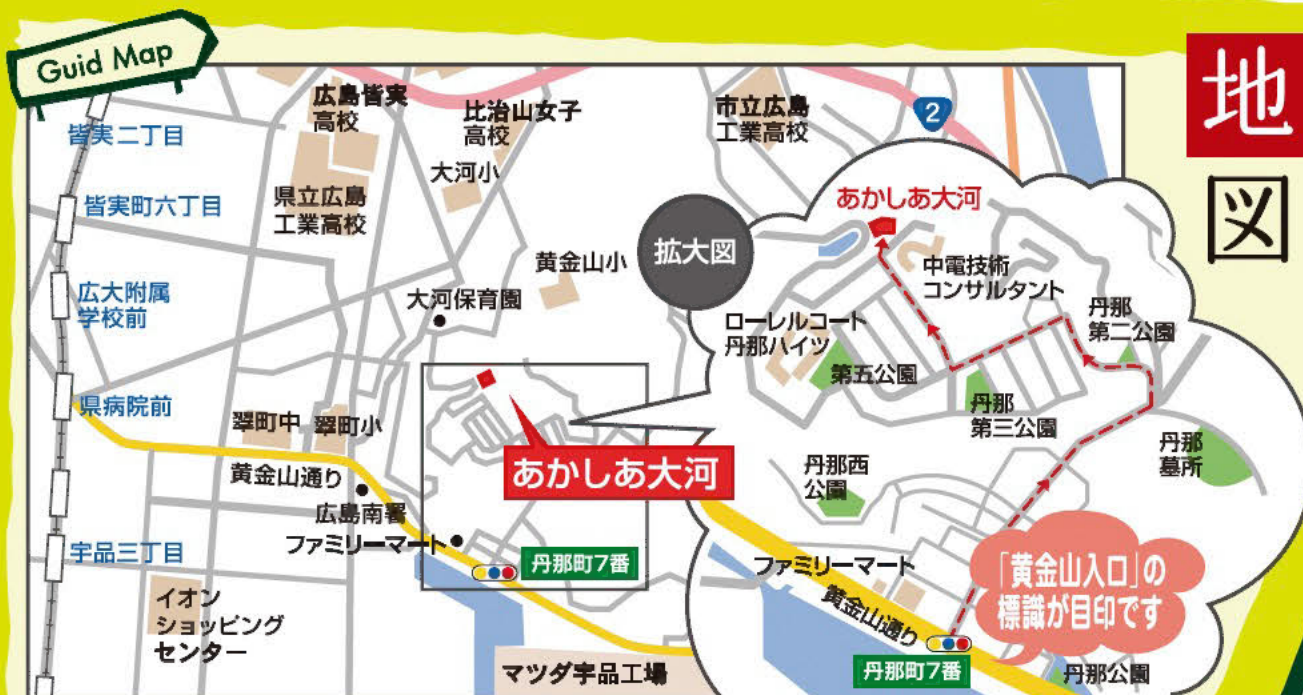 Guid Map
地
図
皆実二丁目
皆実町六丁目
広大附属
学校前
県病院前
宇品三丁目
広島皆実
高校
比治山女子
高校
市立広島
工業高校
2
大河小
県立広島
工業高校
黄金山小
大河保育園
翠町中
翠町小
黄金山通り
広島南署
ファミリーマート
丹那町7番
イオン
ショッピング
センター
マツダ宇品工場
あかしあ大河
拡大図
あかしあ大河
中電技術
コンサルタント
ローレルコート
丹那ハイツ
第五公園
丹那
第二公園
丹那
第三公園
丹那
墓所
丹那西
公園
ファミリーマート
黄金山通り
「黄金山入口」の
標識が目印です
丹那町7番
丹那公園